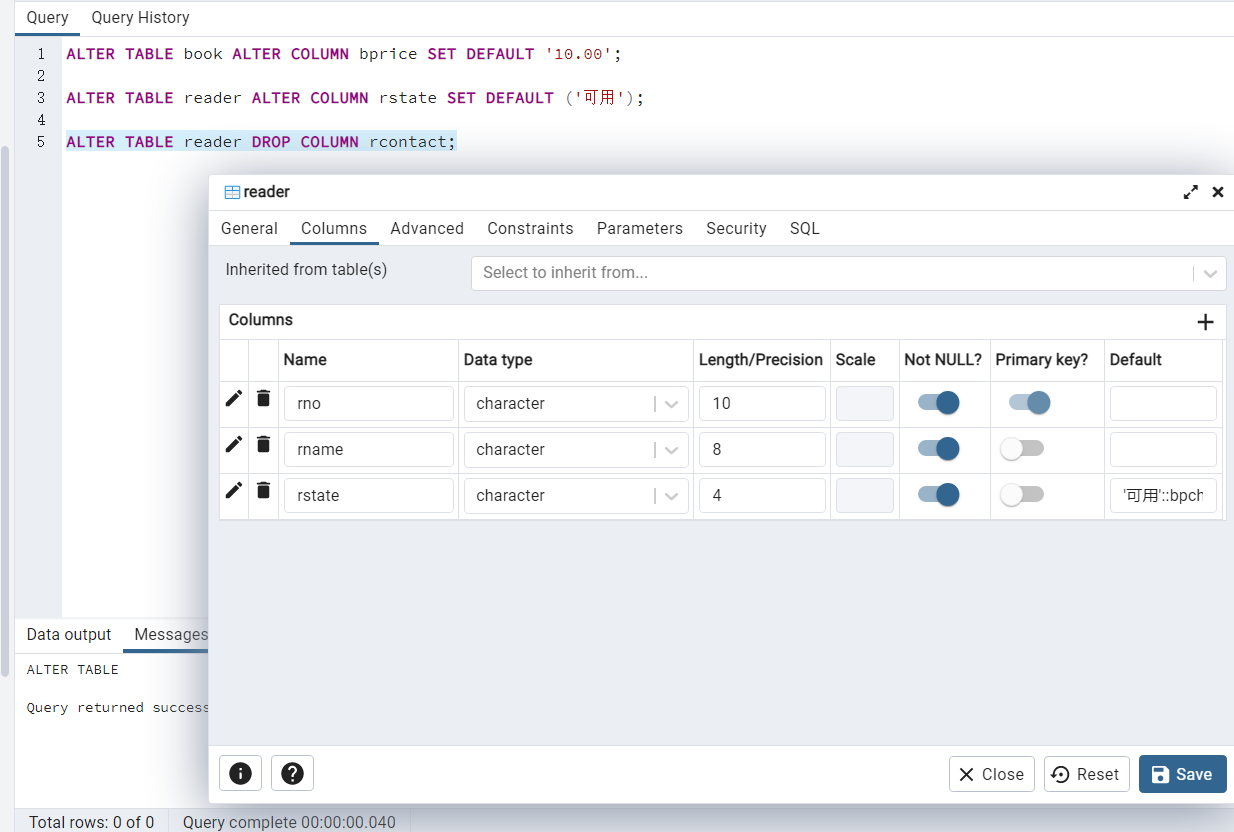 Query Query History
1 ALTER TABLE book ALTER COLUMN bprice SET DEFAULT '10.00';
2
3 ALTER TABLE reader ALTER COLUMN rstate SET DEFAULT ('可用');
4
5 ALTER TABLE reader DROP COLUMN rcontact;
reader
General Columns Advanced Constraints Parameters Security SQL
Inherited from table(s) Select to inherit from...
Columns
Name Data type Length/Precision Scale Not NULL? Primary key? Default
rno character 10
rname character 8
rstate character 4 '可用'::bpch
Data output Messages
ALTER TABLE
Query returned success
Close Reset Save
Total rows: 0 of 0 Query complete 00:00:00.040